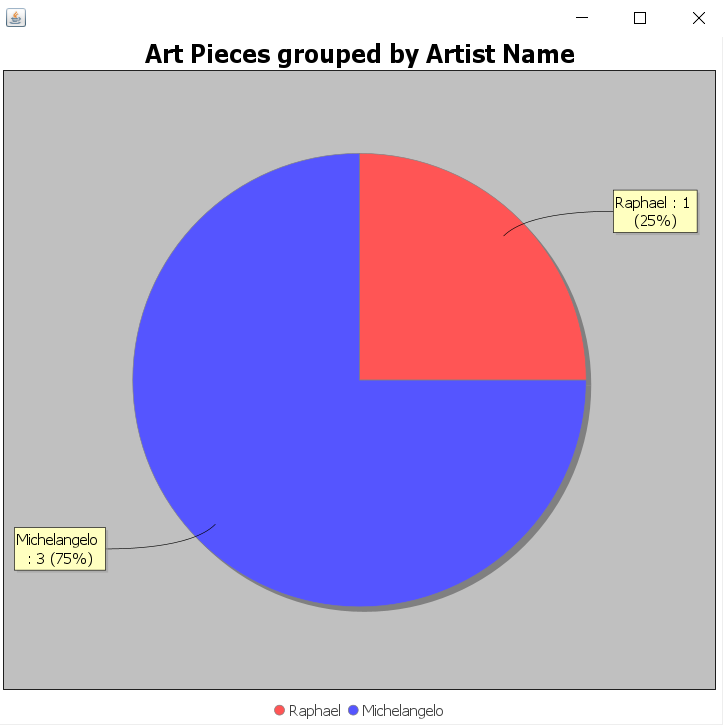 Art Pieces grouped by Artist Name
Raphael : 1
(25%)
Michelangelo
: 3 (75%)
Raphael Michelangelo